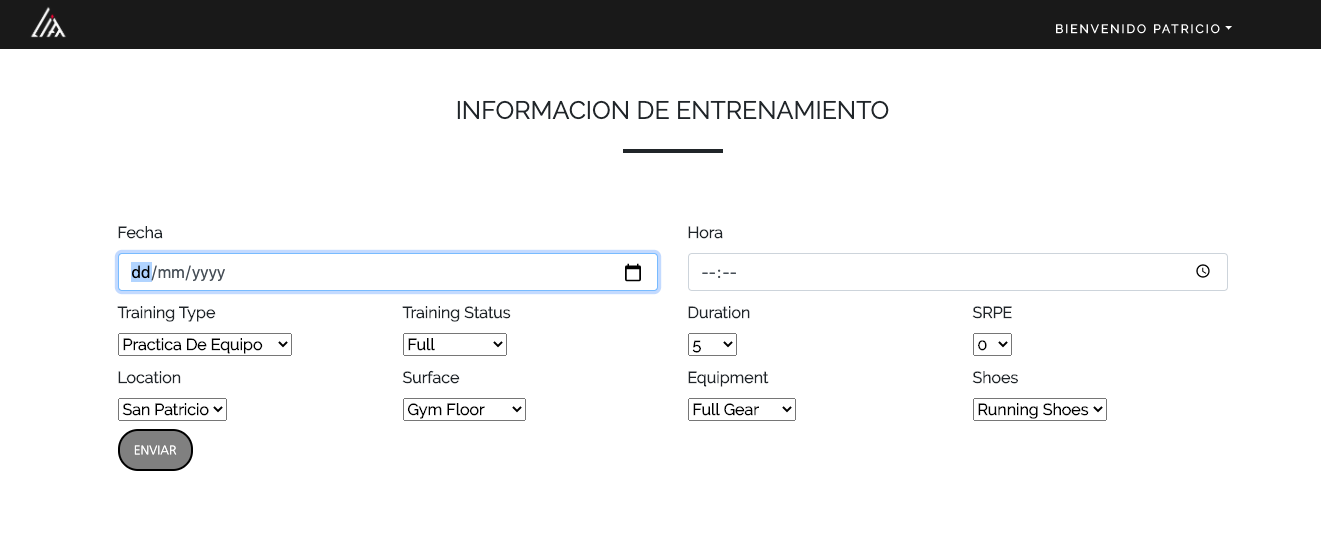 BIENVENIDO PATRICIO
INFORMACION DE ENTRENAMIENTO
Fecha Hora
dd/mm/yyyy --:--
Training Type Training Status Duration SRPE
Practica De Equipo Full 5 0
Location Surface Equipment Shoes
San Patricio Gym Floor Full Gear Running Shoes
ENVIAR